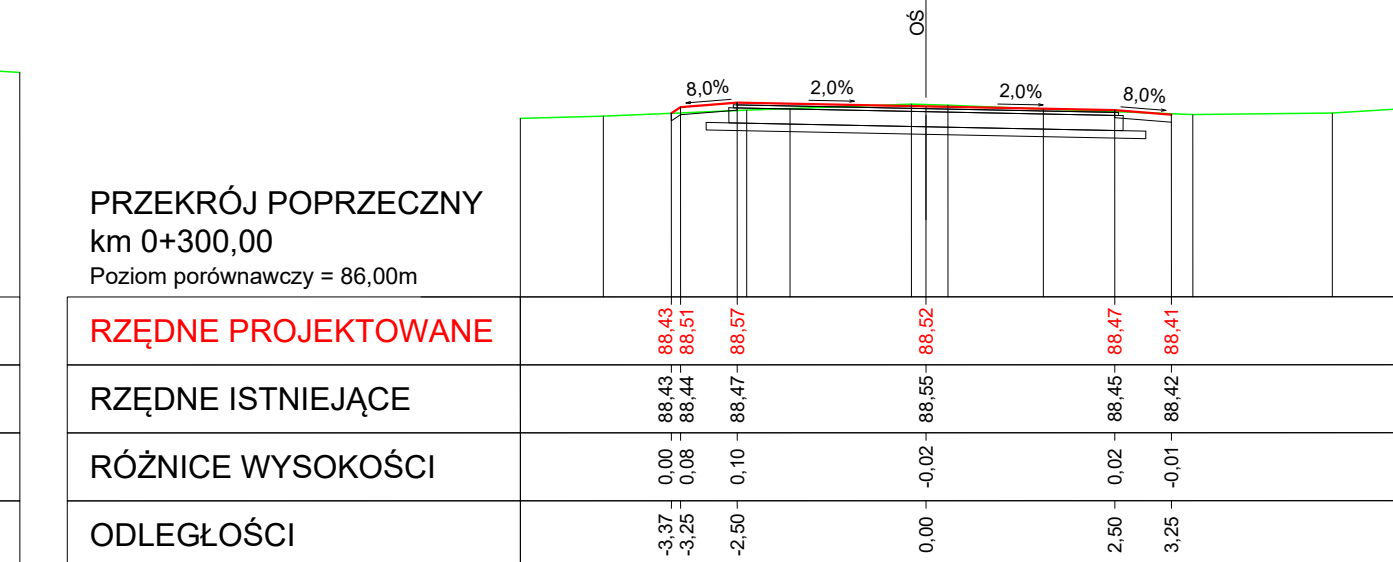 OŚ
8,0% 2,0% 2,0% 8,0%
PRZEKRÓJ POPRZECZNY
km 0+300,00
Poziom porównawczy = 86,00m
RZĘDNE PROJEKTOWANE 88,43 88,51 88,57 88,52 88,47 88,41
RZĘDNE ISTNIEJĄCE 88,43 88,44 88,47 88,55 88,45 88,42
RÓŻNICE WYSOKOŚCI 0,00 0,08 0,10 -0,02 0,02 -0,01
ODLEGŁOŚCI -3,37 -3,25 -2,50 0,00 2,50 3,25